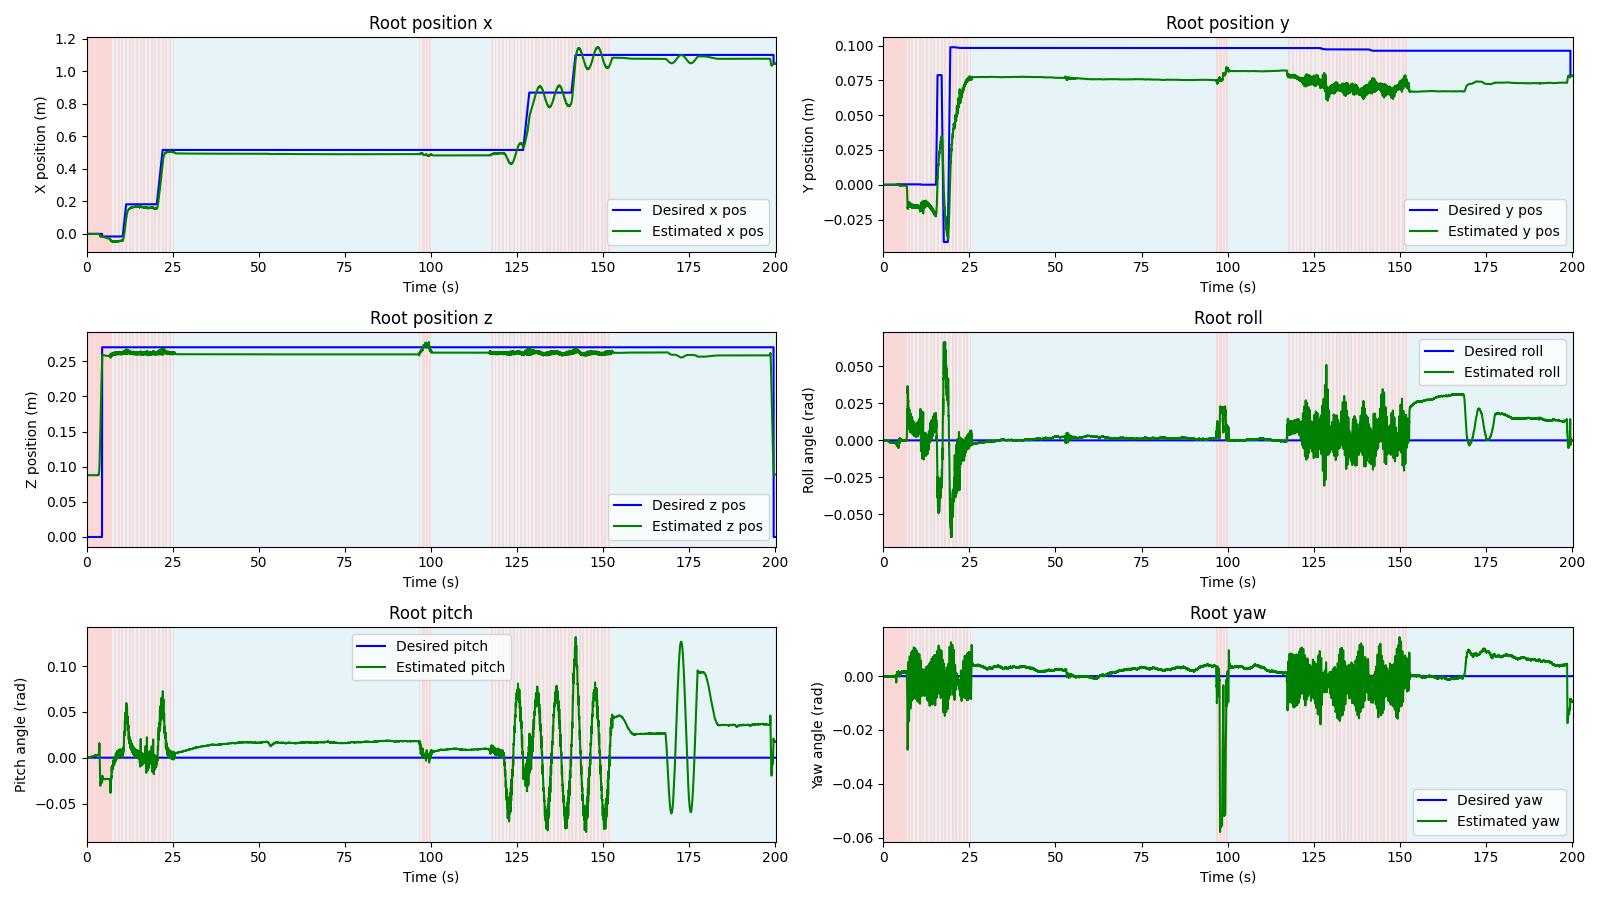 Root position x
X position (m)
1.2
1.0
0.8
0.6
0.4
0.2
0.0
Desired x pos
Estimated x pos
0 25 50 75 100 125 150 175 200
Time (s)
Root position y
Y position (m)
0.100
0.075
0.050
0.025
0.000
−0.025
Desired y pos
Estimated y pos
0 25 50 75 100 125 150 175 200
Time (s)
Root position z
Z position (m)
0.25
0.20
0.15
0.10
0.05
0.00
Desired z pos
Estimated z pos
0 25 50 75 100 125 150 175 200
Time (s)
Root roll
Roll angle (rad)
0.050
0.025
0.000
−0.025
−0.050
Desired roll
Estimated roll
0 25 50 75 100 125 150 175 200
Time (s)
Root pitch
Pitch angle (rad)
0.10
0.05
0.00
−0.05
Desired pitch
Estimated pitch
0 25 50 75 100 125 150 175 200
Time (s)
Root yaw
Yaw angle (rad)
0.00
−0.02
−0.04
−0.06
Desired yaw
Estimated yaw
0 25 50 75 100 125 150 175 200
Time (s)